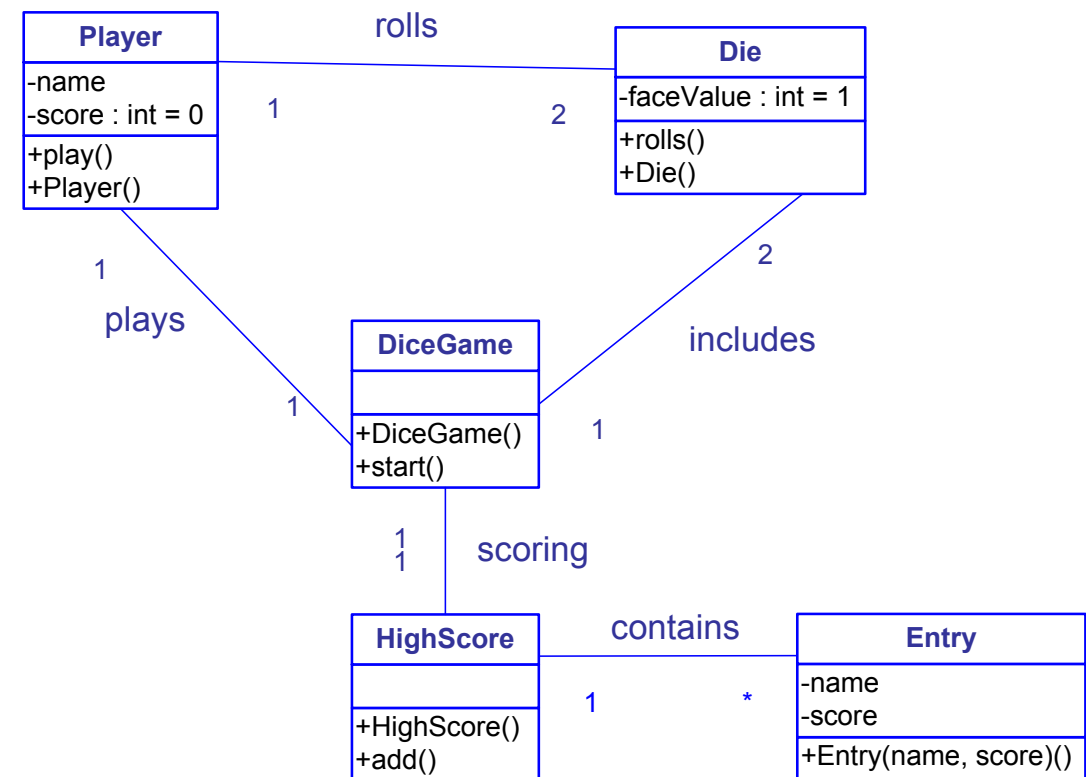 Player
-name
-score : int = 0
+play()
+Player()
rolls
1
2
Die
-faceValue : int = 1
+rolls()
+Die()
1
plays
1
2
includes
1
DiceGame
+DiceGame()
+start()
1
1
scoring
HighScore
+HighScore()
+add()
contains
1
*
Entry
-name
-score
+Entry(name, score)()